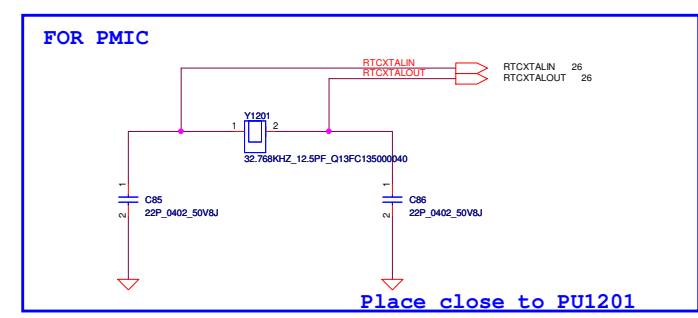 FOR PMIC
RTCXTALIN
RTCXTALOUT
RTCXTALIN 26
RTCXTALOUT 26
Y1201
1 2
32.768KHZ_12.5PF_Q13FC135000040
1
C85
2
22P_0402_50V8J
1
C86
2
22P_0402_50V8J
Place close to PU1201